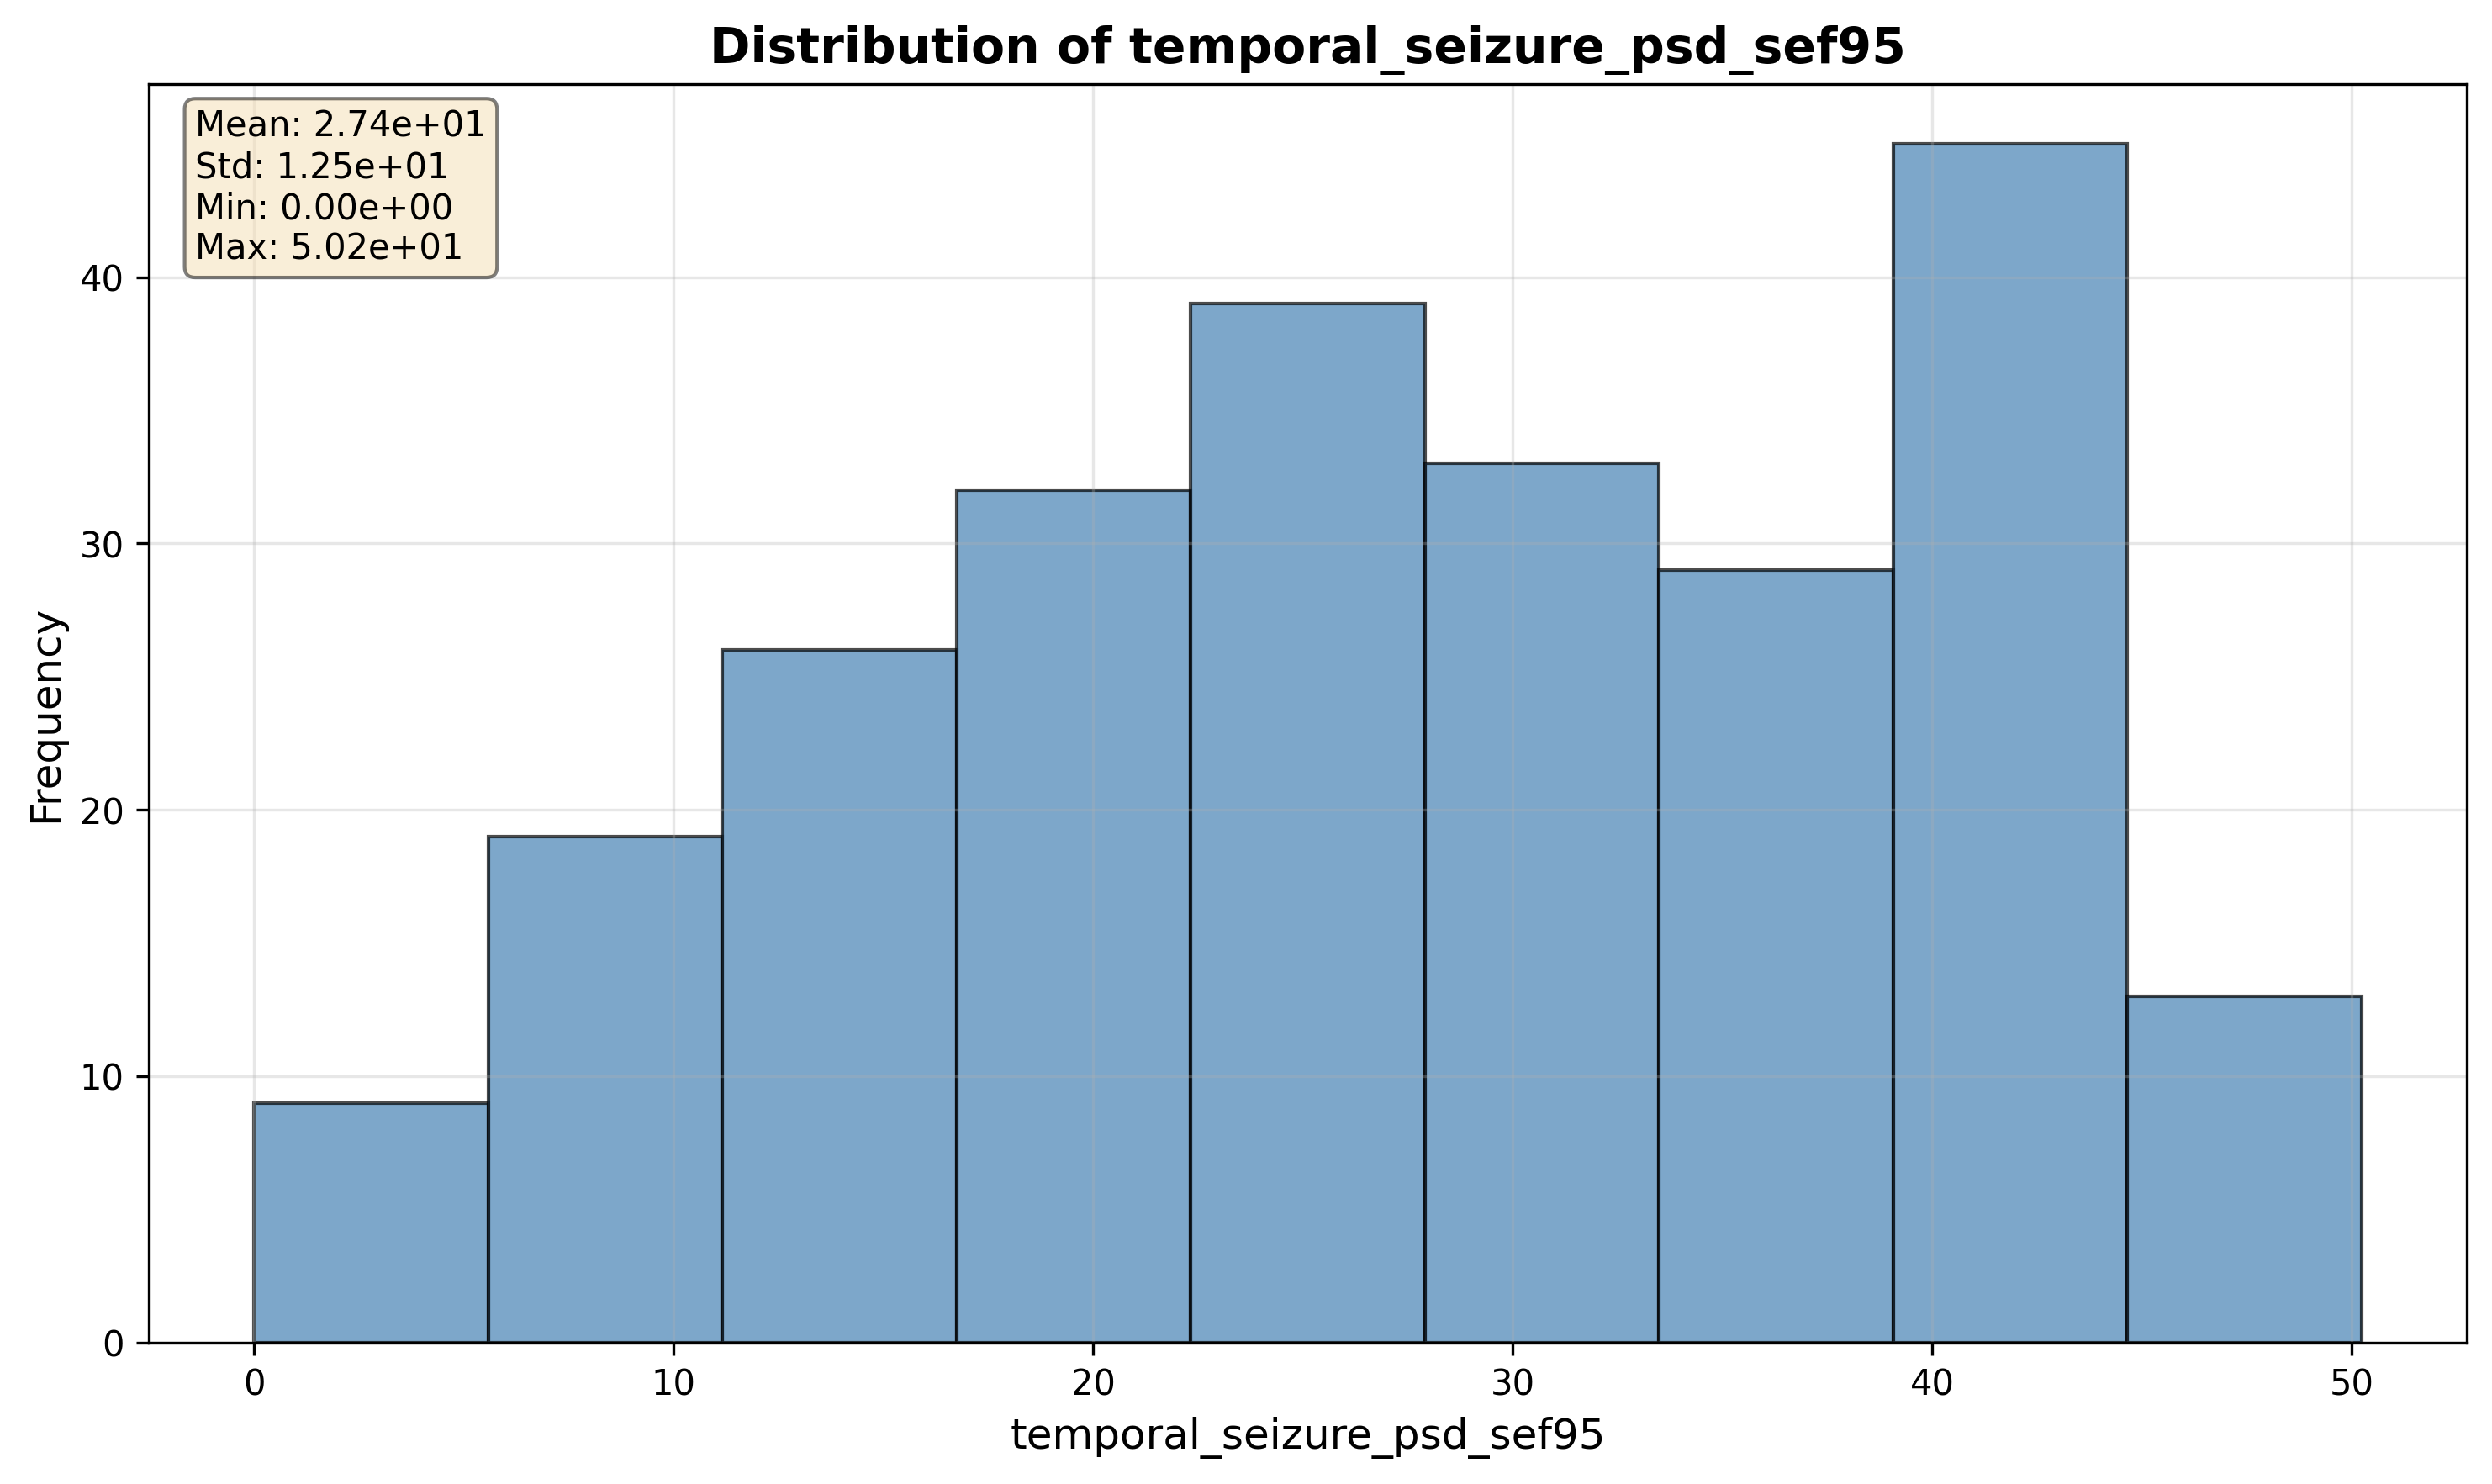 Distribution of temporal_seizure_psd_sef95
Mean: 2.74e+01
Std: 1.25e+01
Min: 0.00e+00
Max: 5.02e+01
Frequency
40
30
20
10
0
0 10 20 30 40 50
temporal_seizure_psd_sef95